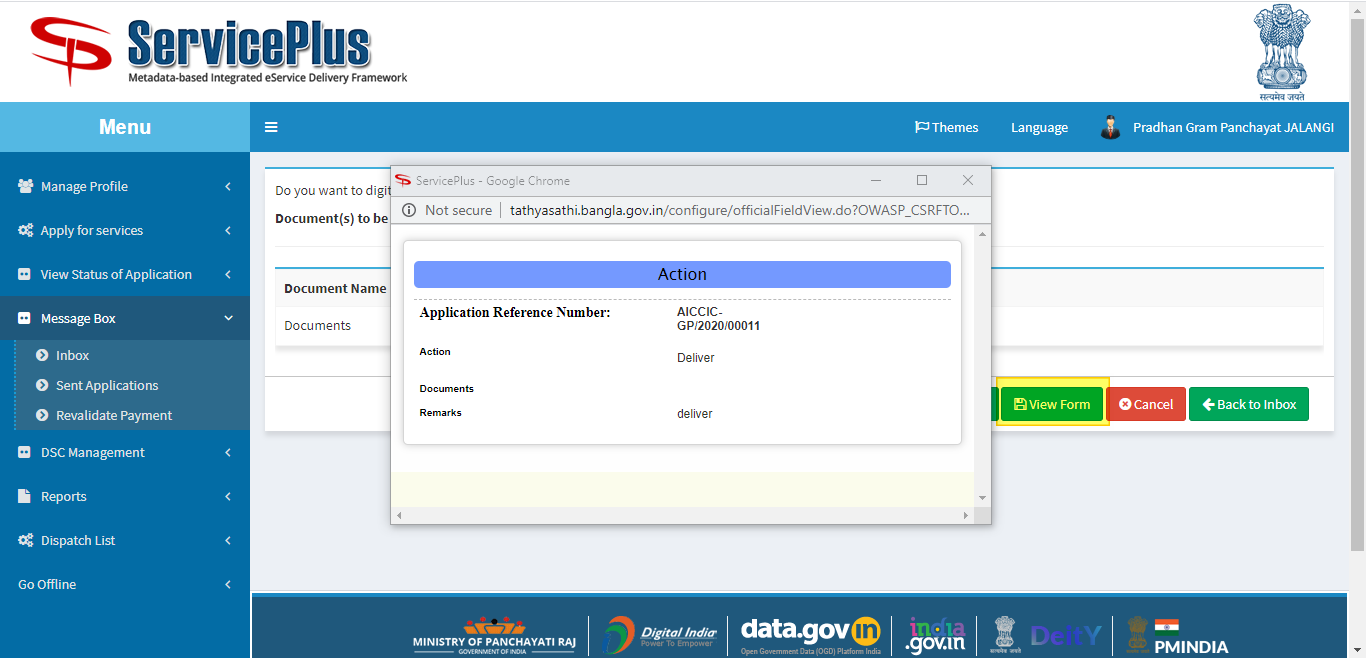 ServicePlus
Metadata-based Integrated eService Delivery Framework
सत्यमेव जयते
Menu
Themes
Language
Pradhan Gram Panchayat JALANGI
Manage Profile
Apply for services
View Status of Application
Message Box
Inbox
Sent Applications
Revalidate Payment
DSC Management
Reports
Dispatch List
Go Offline
Do you want to digit
Document(s) to be
Document Name
Documents
ServicePlus - Google Chrome
Not secure
tathyasathi.bangla.gov.in/configure/officialFieldView.do?OWASP_CSRFTO...
Action
Application Reference Number:
AICCIC-
GP/2020/00011
Action
Deliver
Documents
Remarks
deliver
View Form
Cancel
Back to Inbox
MINISTRY OF PANCHAYATI RAJ
GOVERNMENT OF INDIA
Digital India
Power To Empower
data.gov.in
Open Government Data (OGD) Platform India
india
.gov.in
सत्यमेव जयते
DeitY
PMINDIA